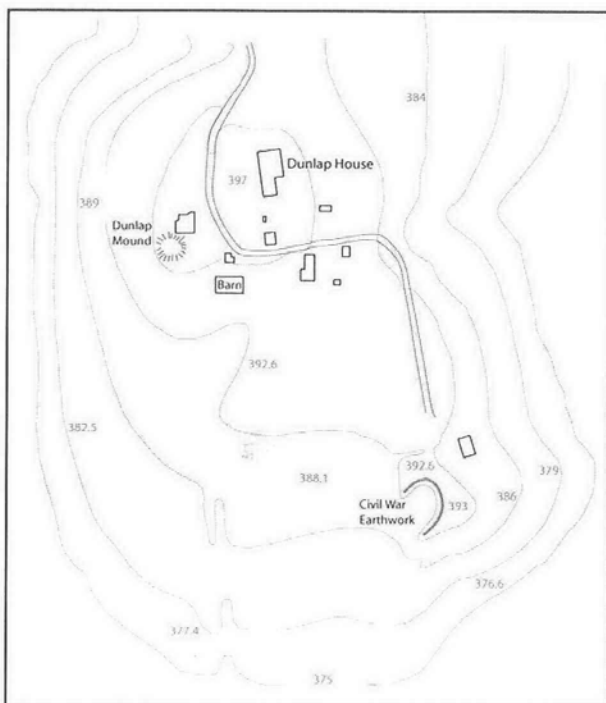 384
Dunlap House
397
389
Dunlap
Mound
Barn
392.6
382.5
392.6
388.1
379
Civil War
Earthwork
393
386
376.6
377.4
375